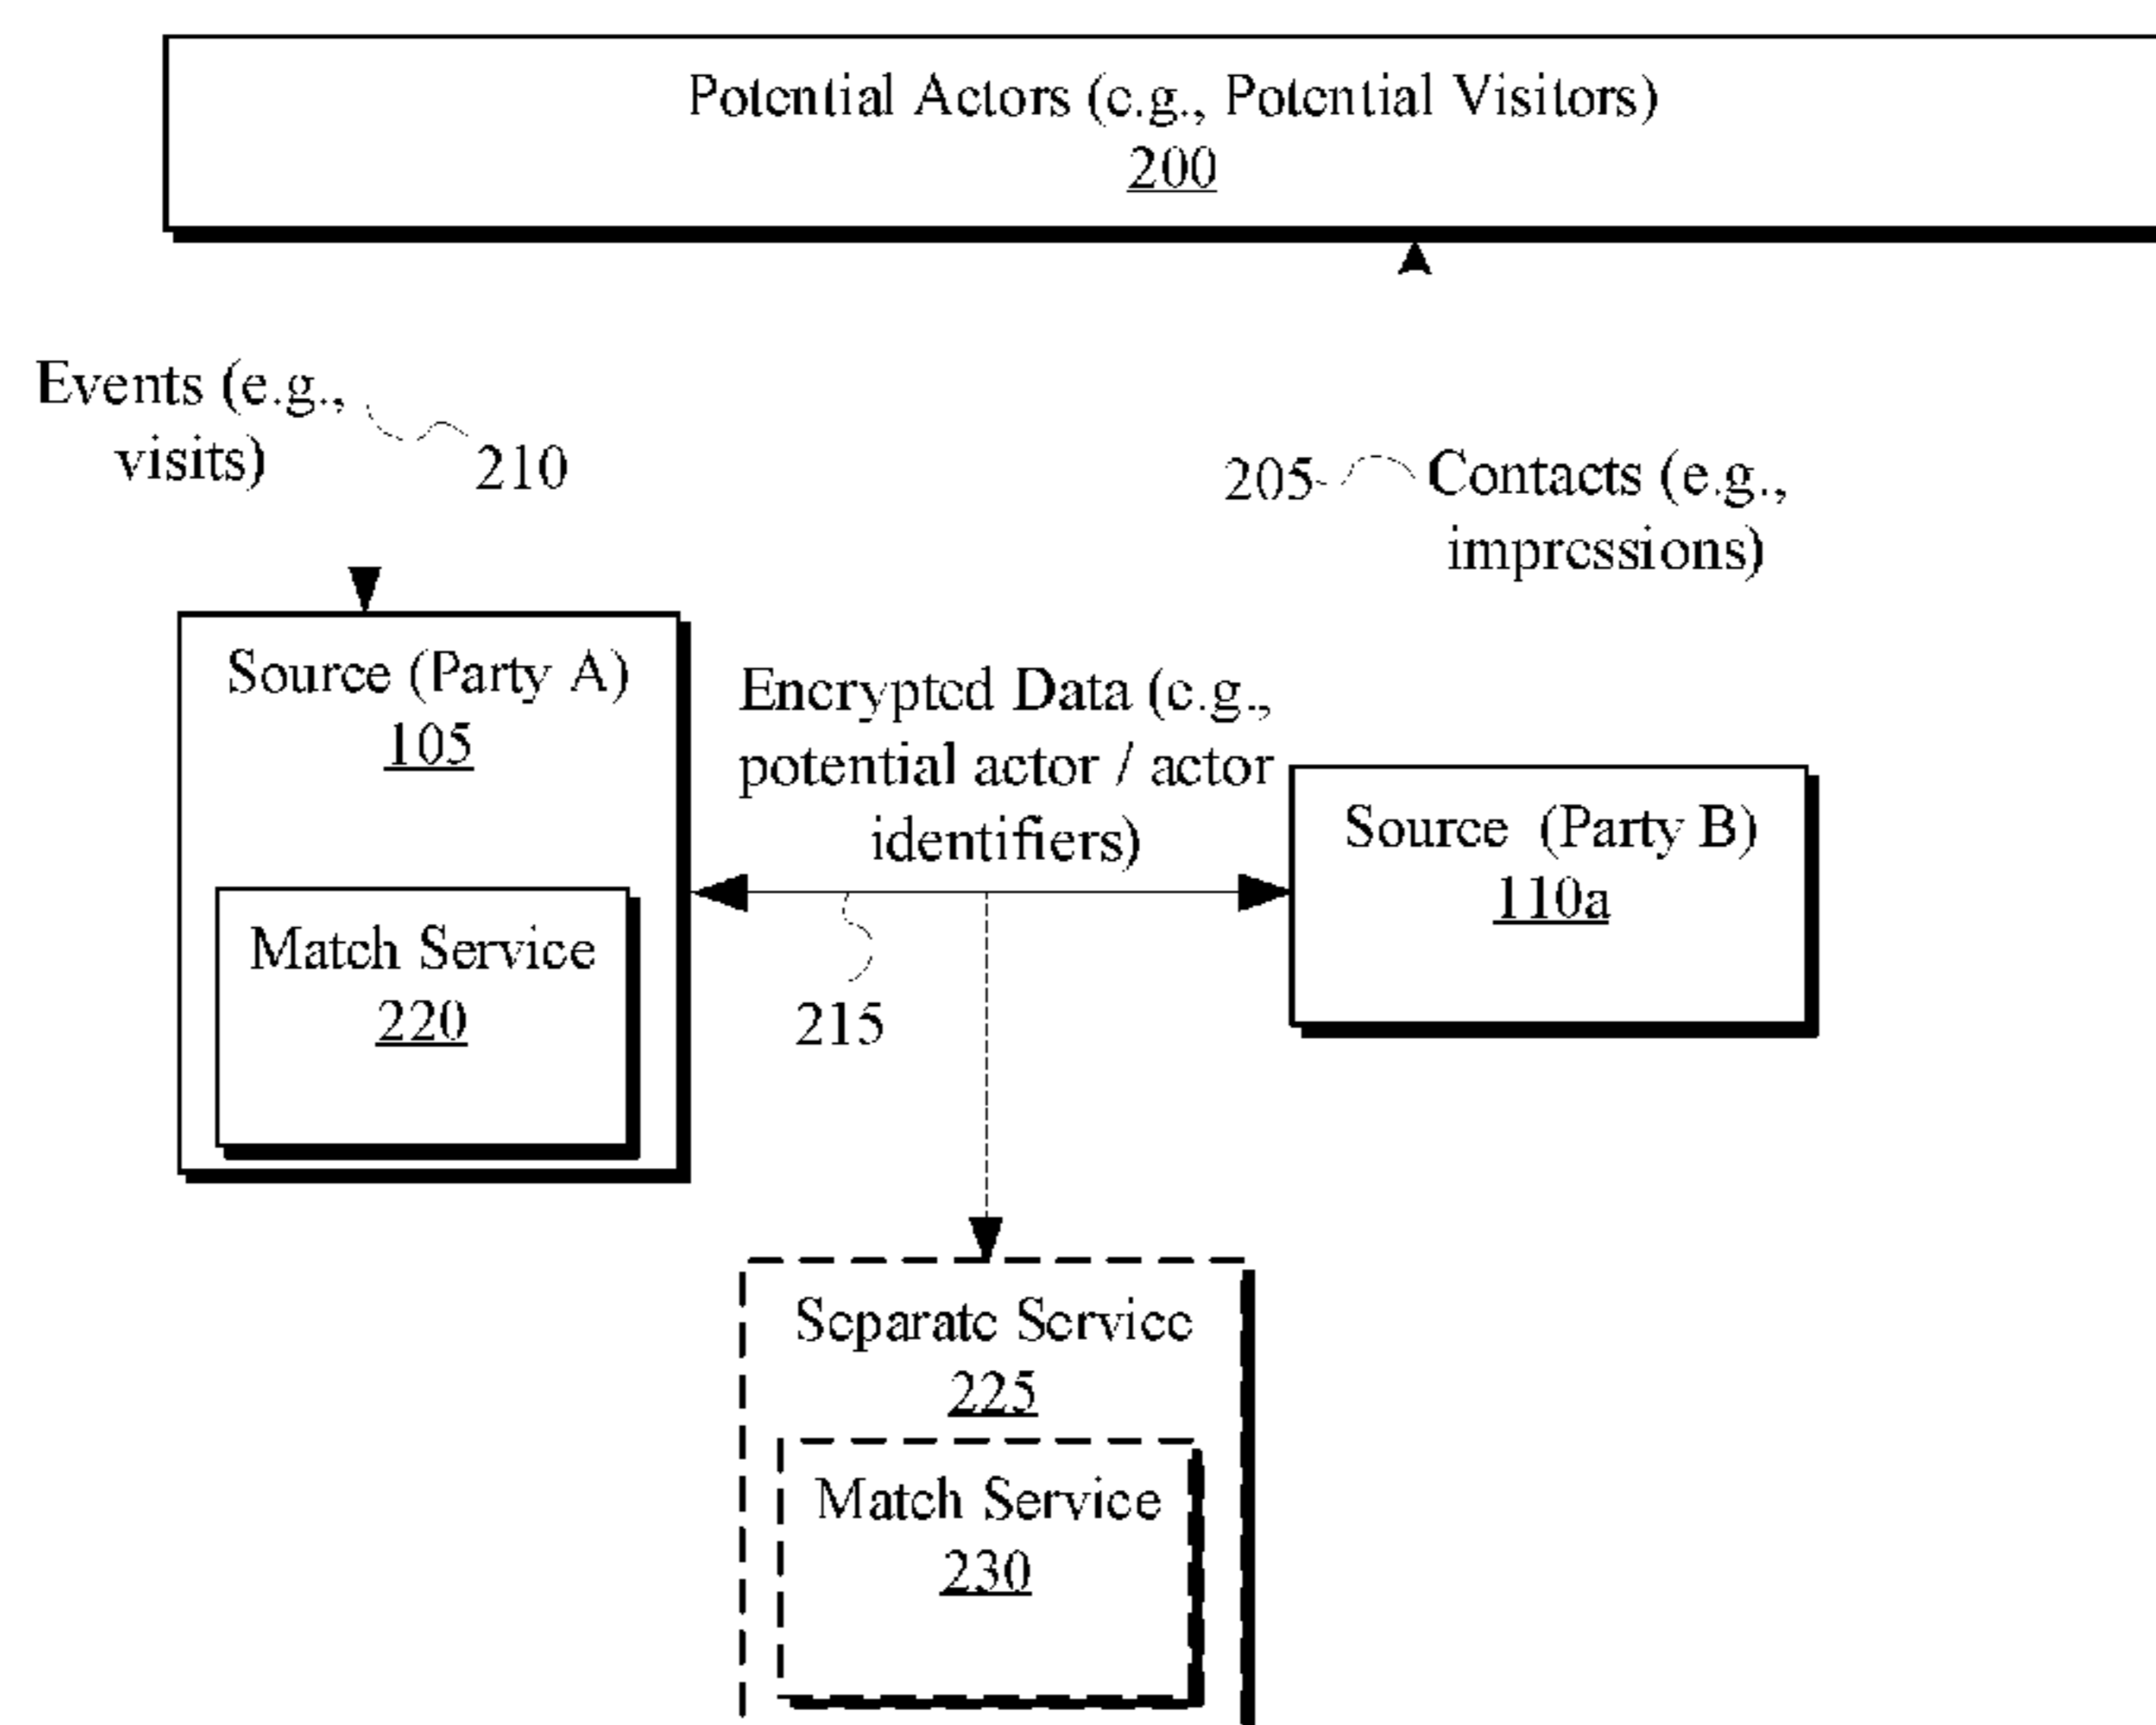 Potential Actors (e.g., Potential Visitors)
200
Events (e.g.,
visits)
210
205
Contacts (e.g.,
impressions)
Source (Party A)
105
Encrypted Data (e.g.,
potential actor / actor
identifiers)
Source (Party B)
110a
Match Service
220
215
Separate Service
225
Match Service
230